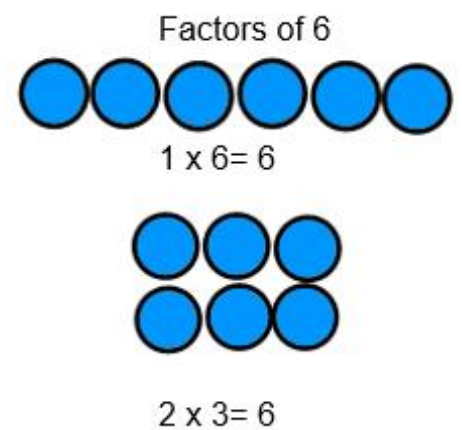 Factors of 6
1 x 6= 6
2 x 3= 6